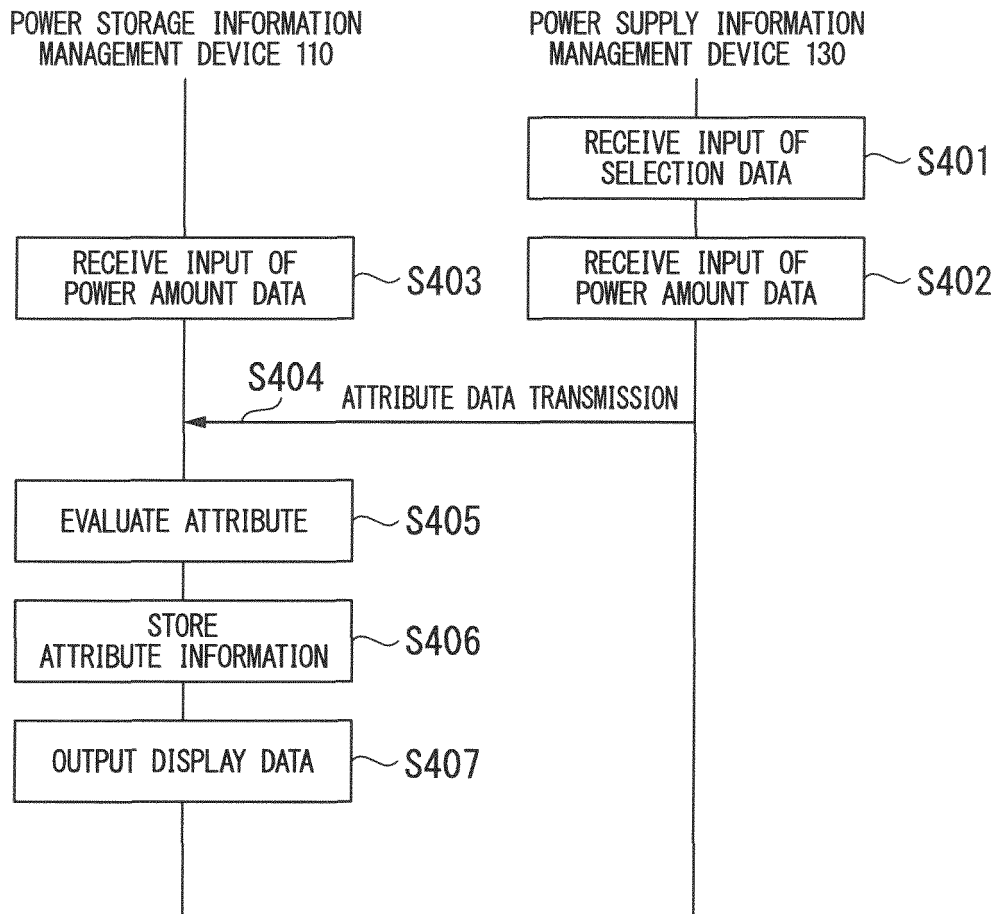 POWER STORAGE INFORMATION
MANAGEMENT DEVICE 110
POWER SUPPLY INFORMATION
MANAGEMENT DEVICE 130
RECEIVE INPUT OF
SELECTION DATA
S401
RECEIVE INPUT OF
POWER AMOUNT DATA
S403
RECEIVE INPUT OF
POWER AMOUNT DATA
S402
S404
ATTRIBUTE DATA TRANSMISSION
EVALUATE ATTRIBUTE
S405
STORE
ATTRIBUTE INFORMATION
S406
OUTPUT DISPLAY DATA
S407